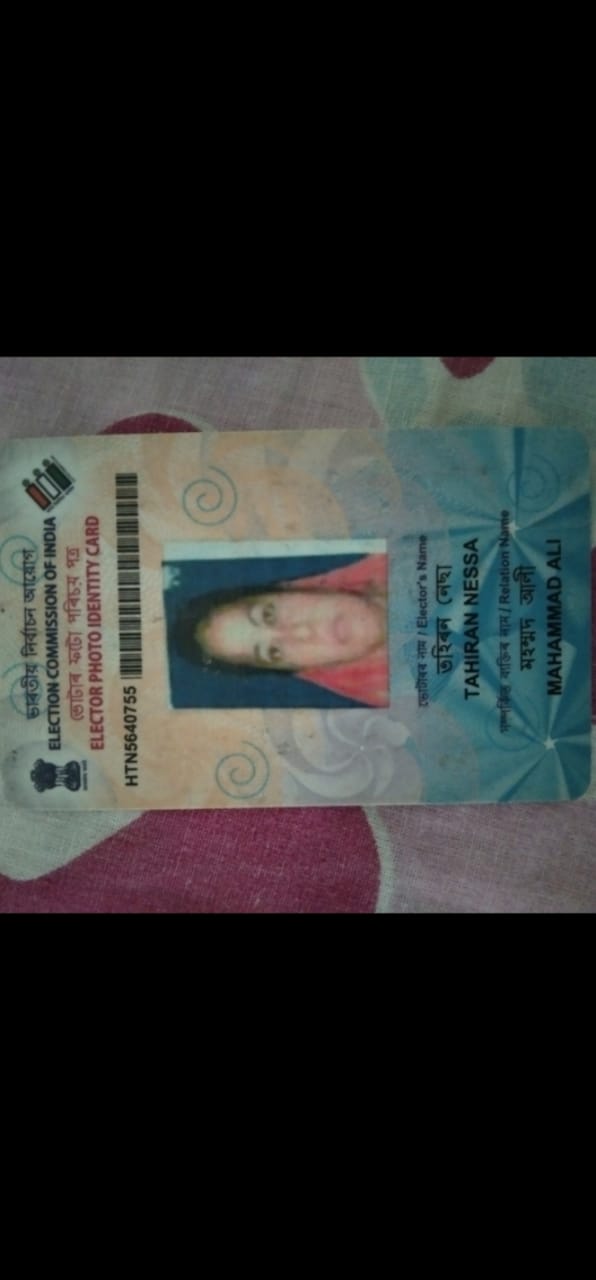 ভাৰতীয় নিৰ্বাচন আয়োগ
ELECTION COMMISSION OF INDIA
ভোটাৰ ফটো পৰিচয় পত্ৰ
ELECTOR PHOTO IDENTITY CARD
HTN5640755
ভোটাৰৰ নাম / Elector's Name
তহিৰন নেছা
TAHIRAN NESSA
সম্পৰ্কিত ব্যক্তিৰ নাম / Relation Name
মহম্মদ আলী
MAHAMMAD ALI